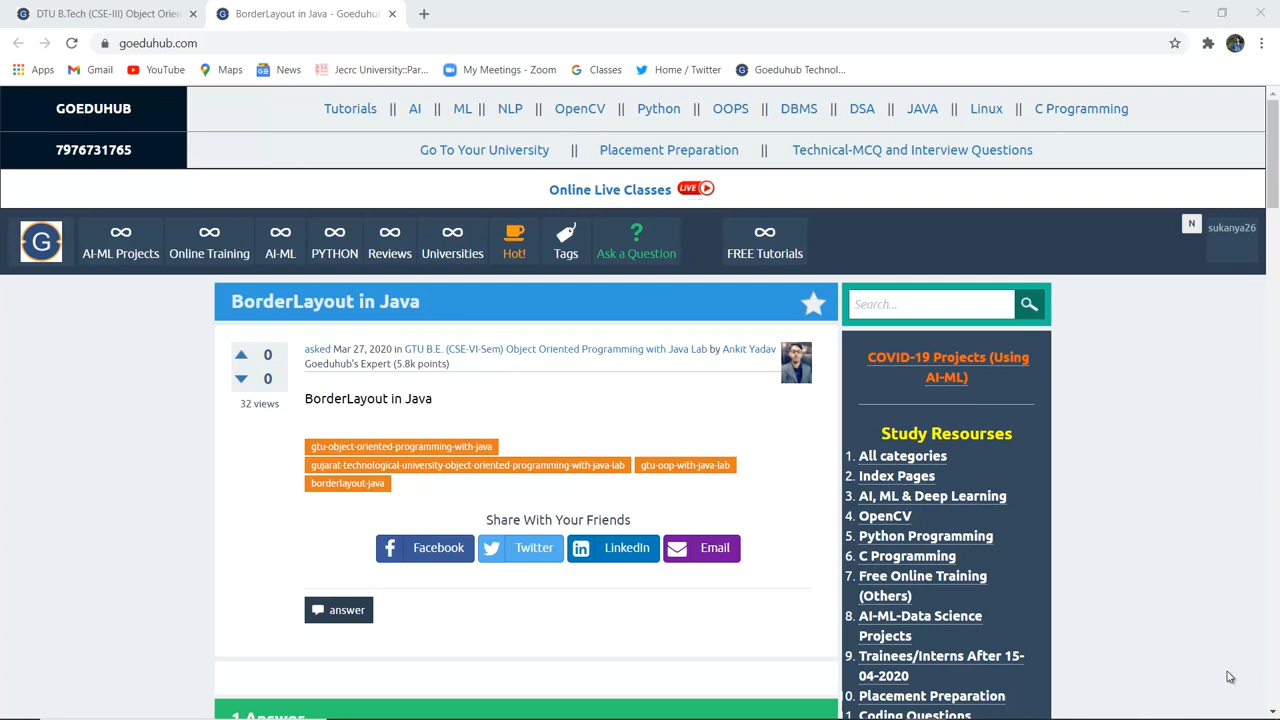 DTU B.Tech (CSE-III) Object Orien
BorderLayout in Java - Goeduhub
goeduhub.com
Apps Gmail YouTube Maps News Jecrc University::Par... My Meetings - Zoom Classes Home / Twitter Goeduhub Technol...
GOEDUHUB
Tutorials || AI || ML || NLP || OpenCV || Python || OOPS || DBMS || DSA || JAVA || Linux || C Programming
7976731765
Go To Your University || Placement Preparation || Technical-MCQ and Interview Questions
Online Live Classes LIVE
G
AI-ML Projects Online Training AI-ML PYTHON Reviews Universities Hot! Tags Ask a Question FREE Tutorials
N sukanya26
BorderLayout in Java
Search...
0
0
32 views
asked Mar 27, 2020 in GTU B.E. (CSE-VI-Sem) Object Oriented Programming with Java Lab by Ankit Yadav
Goeduhub's Expert (5.8k points)
BorderLayout in Java
gtu-object-oriented-programming-with-java
gujarat-technological-university-object-oriented-programming-with-java-lab gtu-oop-with-java-lab
borderlayout-java
Share With Your Friends
Facebook Twitter LinkedIn Email
answer
1 Answer
COVID-19 Projects (Using
AI-ML)
Study Resourses
1. All categories
2. Index Pages
3. AI, ML & Deep Learning
4. OpenCV
5. Python Programming
6. C Programming
7. Free Online Training
(Others)
8. AI-ML-Data Science
Projects
9. Trainees/Interns After 15-
04-2020
10. Placement Preparation
11. Coding Questions